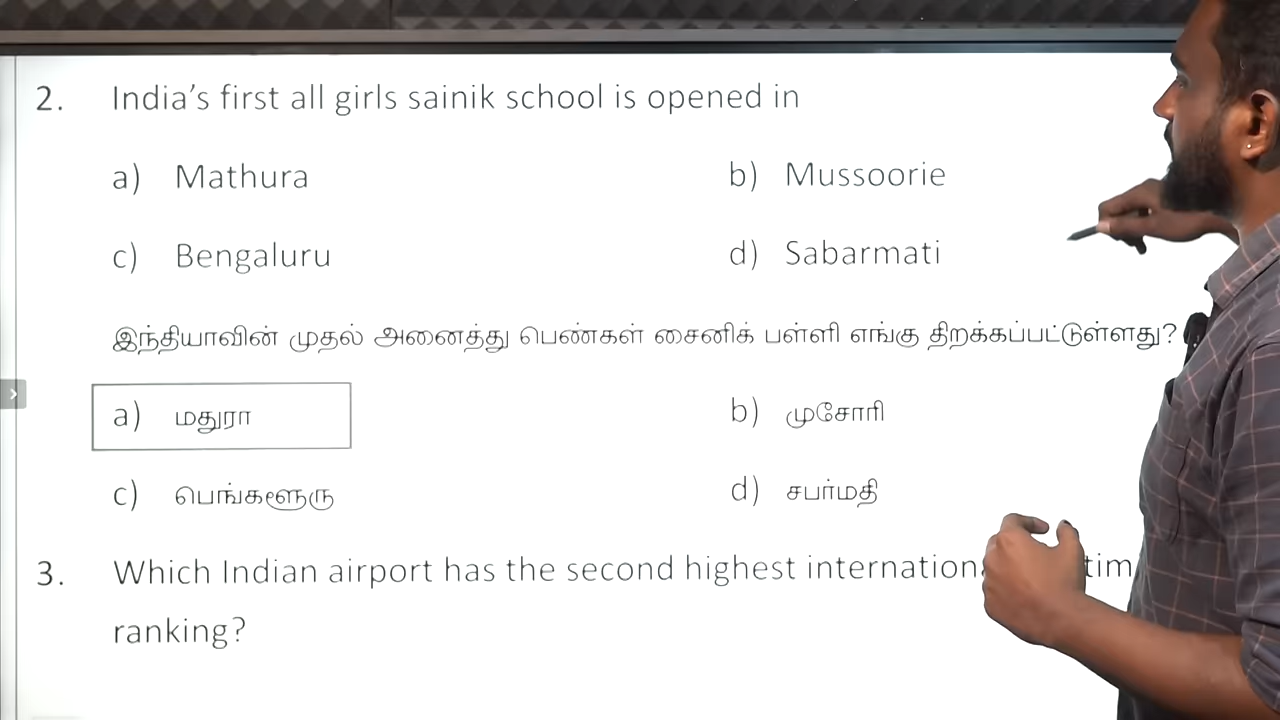 2. India's first all girls sainik school is opened in
a) Mathura b) Mussoorie
c) Bengaluru d) Sabarmati
இந்தியாவின் முதல் அனைத்து பெண்கள் சைனிக் பள்ளி எங்கு திறக்கப்பட்டுள்ளது?
a) மதுரா b) முசோரி
c) பெங்களூரு d) சபர்மதி
3. Which Indian airport has the second highest
ranking?